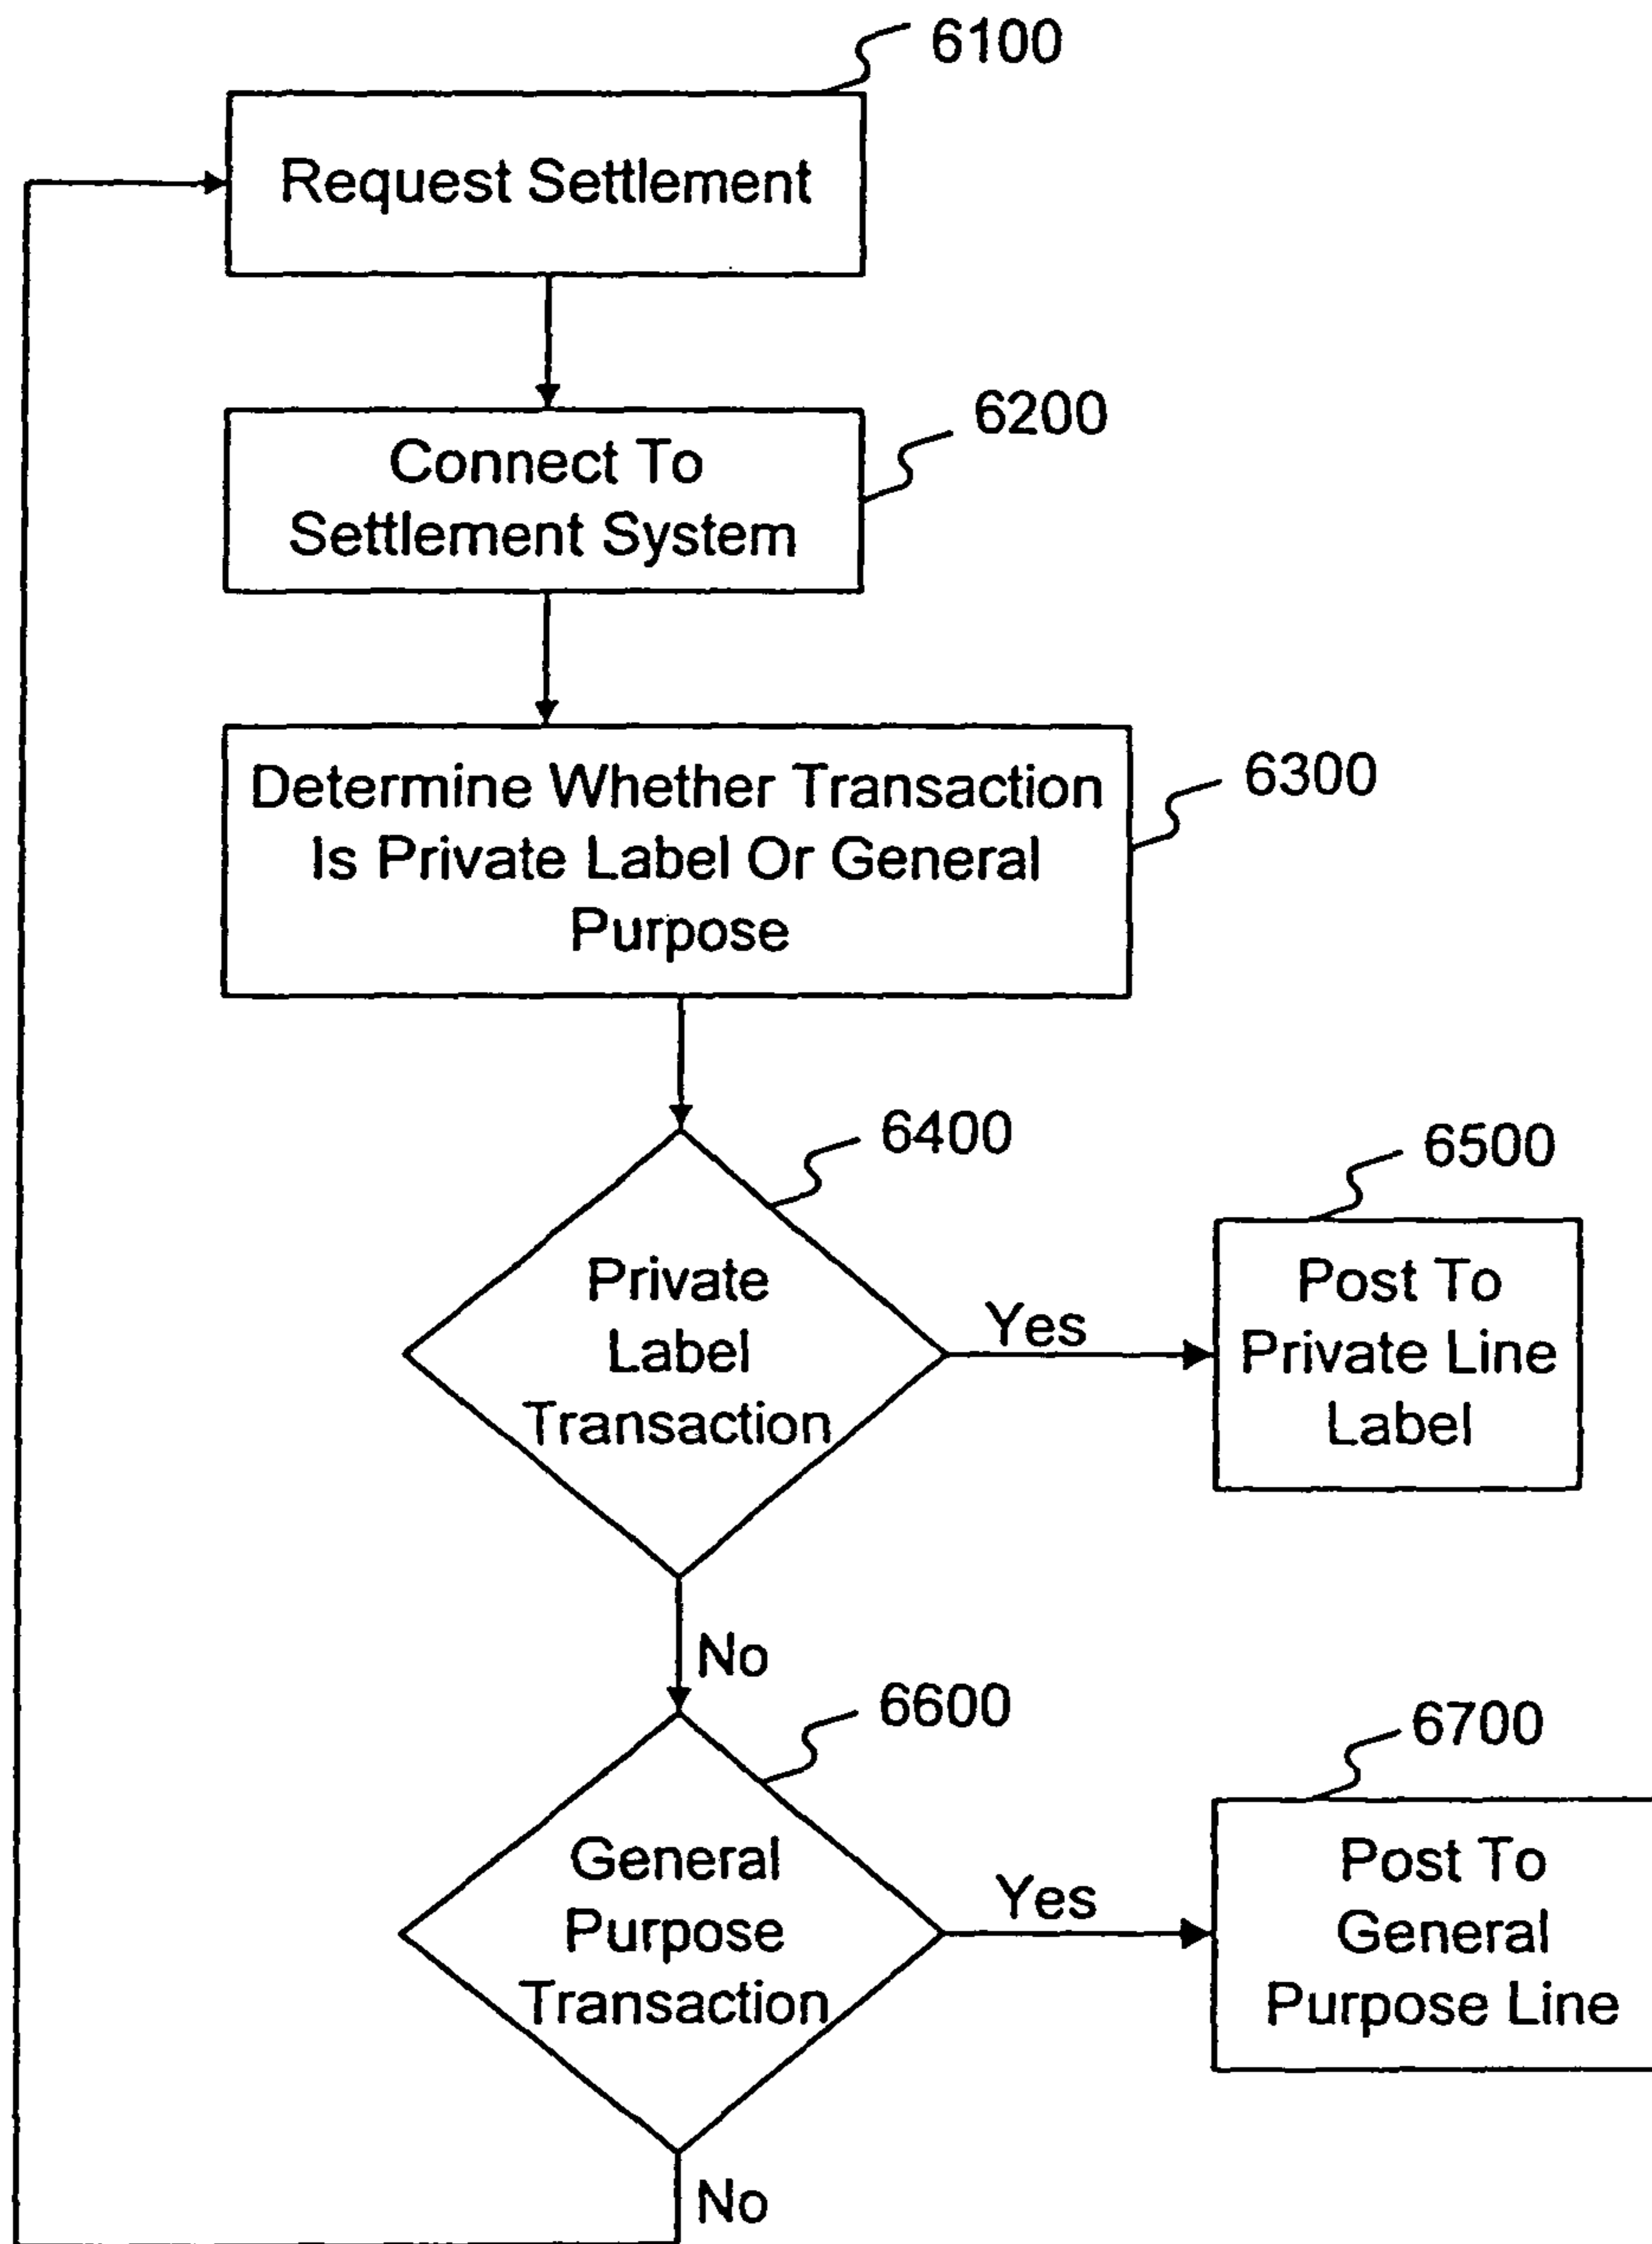 6100
Request Settlement
6200
Connect To
Settlement System
6300
Determine Whether Transaction
Is Private Label Or General
Purpose
6400
Private
Label
Transaction
Yes
6500
Post To
Private Line
Label
No
6600
General
Purpose
Transaction
Yes
6700
Post To
General
Purpose Line
No